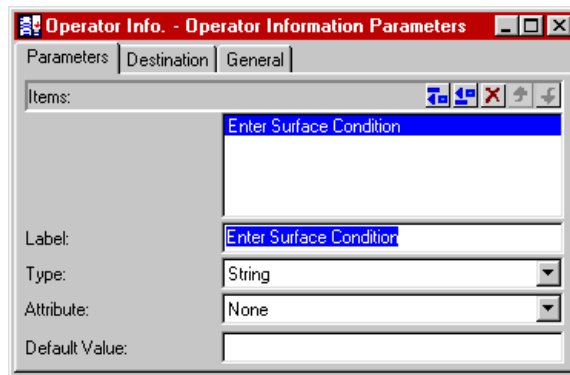 Operator Info. - Operator Information Parameters
Parameters Destination General
Items:
Enter Surface Condition
Label: Enter Surface Condition
Type: String
Attribute: None
Default Value: